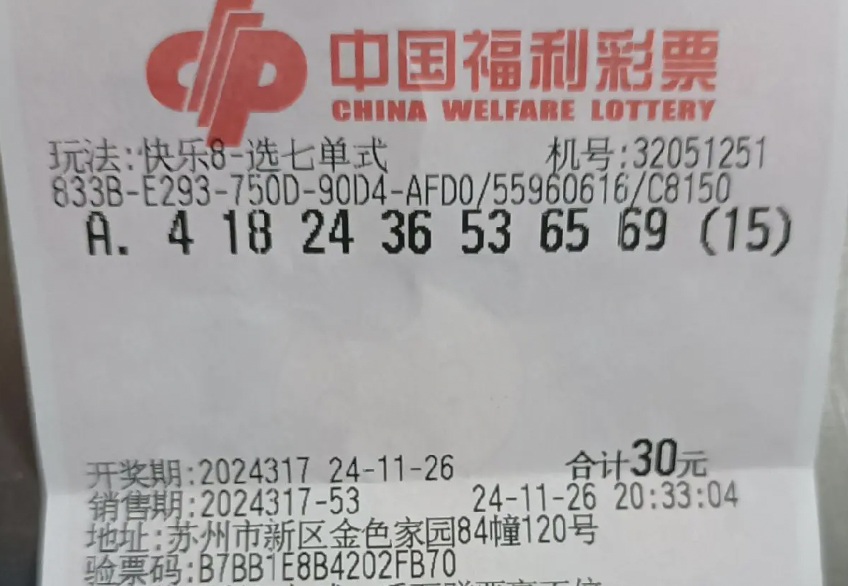 中国福利彩票
CHINA WELFARE LOTTERY
玩法:快乐8-选七单式 机号:32051251
833B-E293-750D-90D4-AFD0/55960616/C8150
A. 4 18 24 36 53 65 69 (15)
开奖期:2024317 24-11-26 合计30元
销售期:2024317-53 24-11-26 20:33:04
地址:苏州市新区金色家园84幢120号
验票码:B7BB1E8B4202FB70